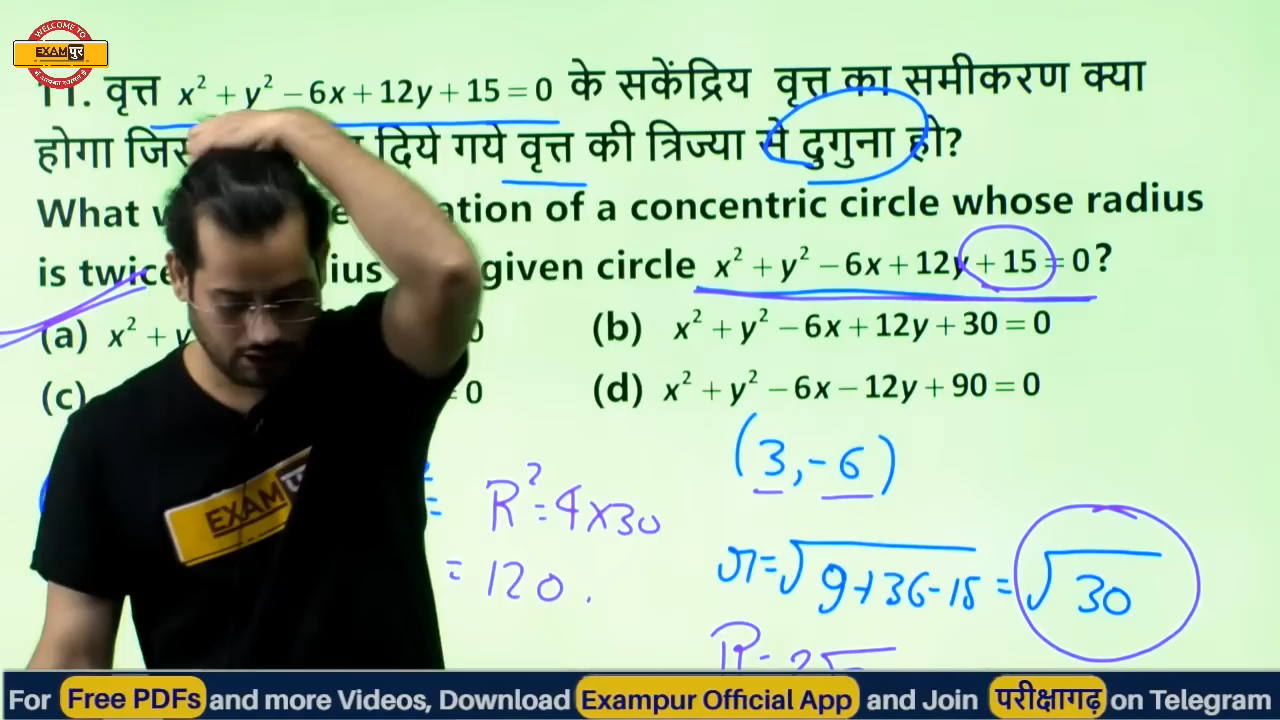 WELCOME TO
EXAMपुर
11. वृत्त x² + y² − 6x + 12y + 15 = 0 के सकेंद्रिय वृत्त का समीकरण क्या
होगा दिये गये वृत्त की त्रिज्या से दुगुना हो?
What of a concentric circle whose radius
is twice given circle x² + y² − 6x + 12y + 15 = 0?
(a) x² + y 0
(b) x² + y² − 6x + 12y + 30 = 0
(c) = 0
(d) x² + y² − 6x − 12y + 90 = 0
(3, -6)
R² = 4×30
= 120.
r = √9+36-15 = √30
EXAMपु
For Free PDFs and more Videos, Download Exampur Official App and Join परीक्षागढ़ on Telegram